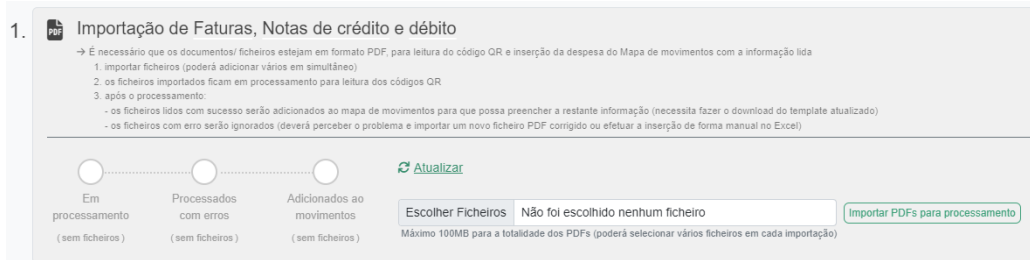 1.
PDF
Importação de Faturas, Notas de crédito e débito
→ É necessário que os documentos/ ficheiros estejam em formato PDF, para leitura do código QR e inserção da despesa do Mapa de movimentos com a informação lida
1. importar ficheiros (poderá adicionar vários em simultâneo)
2. os ficheiros importados ficam em processamento para leitura dos códigos QR
3. após o processamento:
- os ficheiros lidos com sucesso serão adicionados ao mapa de movimentos para que possa preencher a restante informação (necessita fazer o download do template atualizado)
- os ficheiros com erro serão ignorados (deverá perceber o problema e importar um novo ficheiro PDF corrigido ou efetuar a inserção de forma manual no Excel)
Atualizar
Em processamento
Processados com erros
Adicionados ao movimentos
( sem ficheiros )
( sem ficheiros )
( sem ficheiros )
Escolher Ficheiros Não foi escolhido nenhum ficheiro
Importar PDFs para processamento
Máximo 100MB para a totalidade dos PDFs (poderá selecionar vários ficheiros em cada importação)